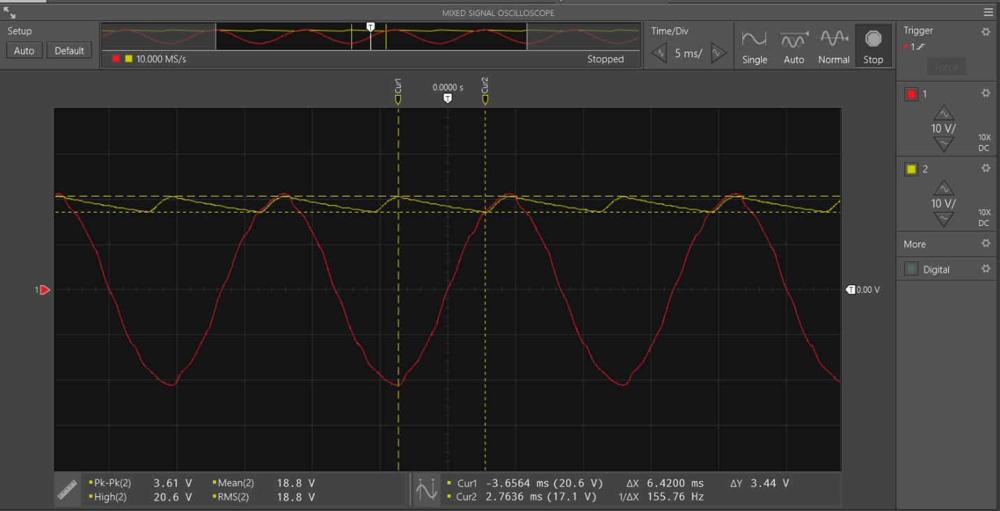 MIXED SIGNAL OSCILLOSCOPE
Setup
Auto Default
T
10.000 MS/s Stopped
Time/Div
5 ms/
Single Auto Normal Stop
Trigger
1
Force
Cur1 0.0000 s Cur2
T
1
T 0.00 V
1
10 V/
10X
DC
2
10 V/
10X
DC
More
Digital
Pk-Pk(2) 3.61 V Mean(2) 18.8 V
High(2) 20.6 V RMS(2) 18.8 V
Cur1 -3.6564 ms (20.6 V) ΔX 6.4200 ms ΔY 3.44 V
Cur2 2.7636 ms (17.1 V) 1/ΔX 155.76 Hz